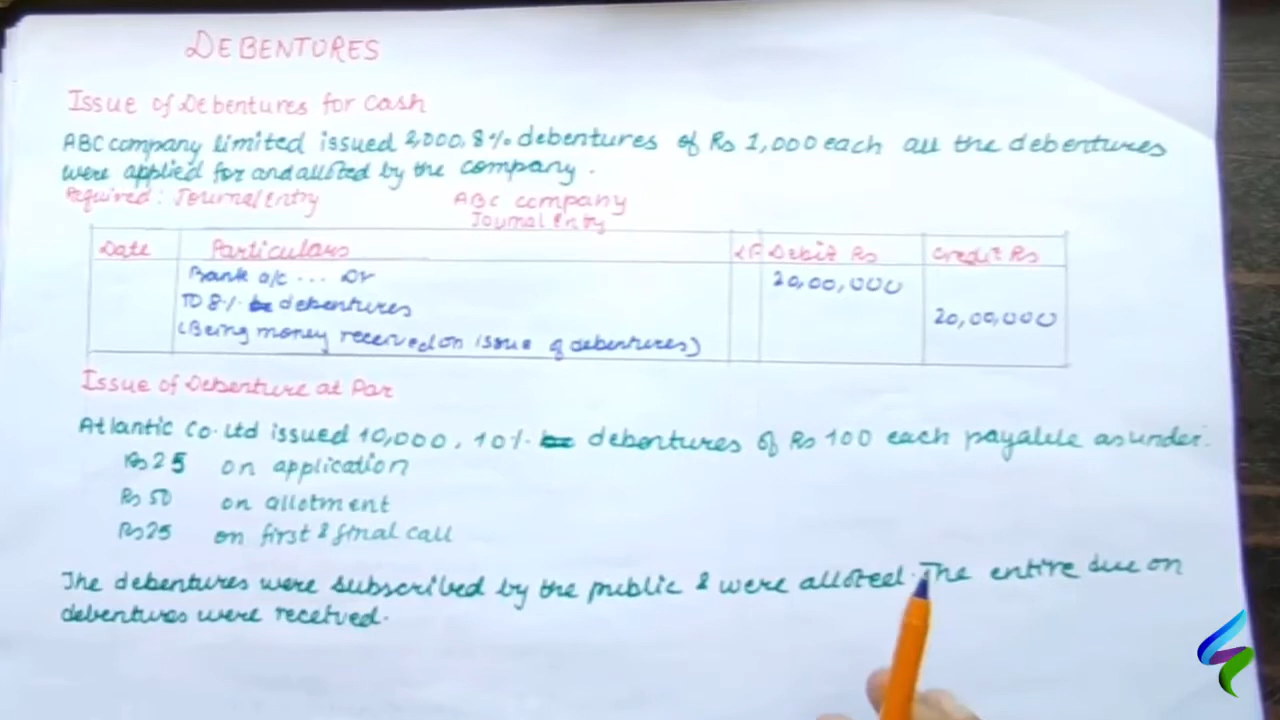 DEBENTURES
Issue of Debentures for Cash
ABC company limited issued 2,000, 8% debentures of Rs 1,000 each all the debentures
were applied for and alloted by the company.
Required: Journal Entry
ABC company
Journal Entry
Date Particulars LF Debit Rs Credit Rs
Bank a/c ... Dr 20,00,000
TO 8% debentures 20,00,000
(Being money received on issue of debentures)
Issue of Debenture at Par
Atlantic Co. Ltd issued 10,000, 10% debentures of Rs 100 each payable as under:
Rs 25 on application
Rs 50 on allotment
Rs 25 on first & final call
The debentures were subscribed by the public & were alloted. The entire due on
debentures were received.